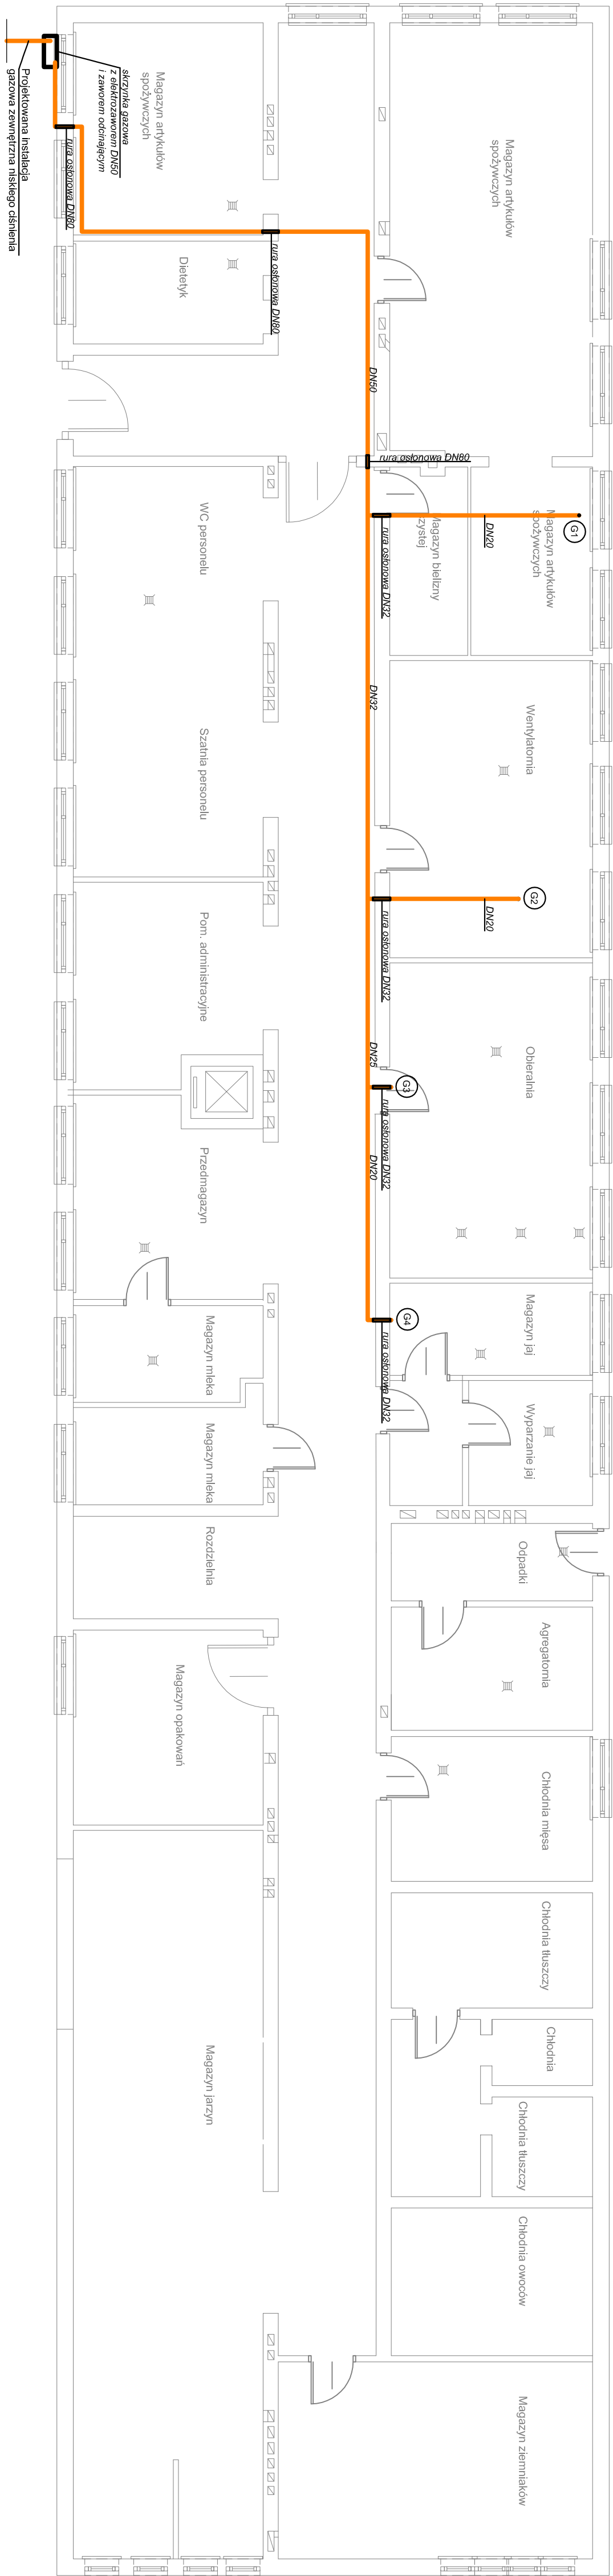 Projektowana instalacja
gazowa zewnętrzna niskiego ciśnienia
skrzynka gazowa
z elektrozaworem DN50
i zaworem odcinającym
rura osłonowa DN80
Magazyn artykułów
spożywczych
Dietetyk
rura osłonowa DN80
Magazyn artykułów
spożywczych
DN50
rura osłonowa DN80
Magazyn artykułów
spożywczych
G1
DN20
Magazyn bielizny
zystej
rura osłonowa DN32
WC personelu
DN32
Wentylatornia
Szatnia personelu
G2
DN20
rura osłonowa DN32
Pom. administracyjne
DN25
Obieralnia
G3
rura osłonowa DN32
Przedmagazyn
DN20
G4
rura osłonowa DN32
Magazyn jaj
Magazyn mleka
Wyparzanie jaj
Magazyn mleka
Rozdzielnia
Odpadki
Agregatornia
Magazyn opakowań
Chłodnia mięsa
Chłodnia tłuszczy
Chłodnia
Magazyn jarzyn
Chłodnia tłuszczy
Chłodnia owoców
Magazyn ziemniaków